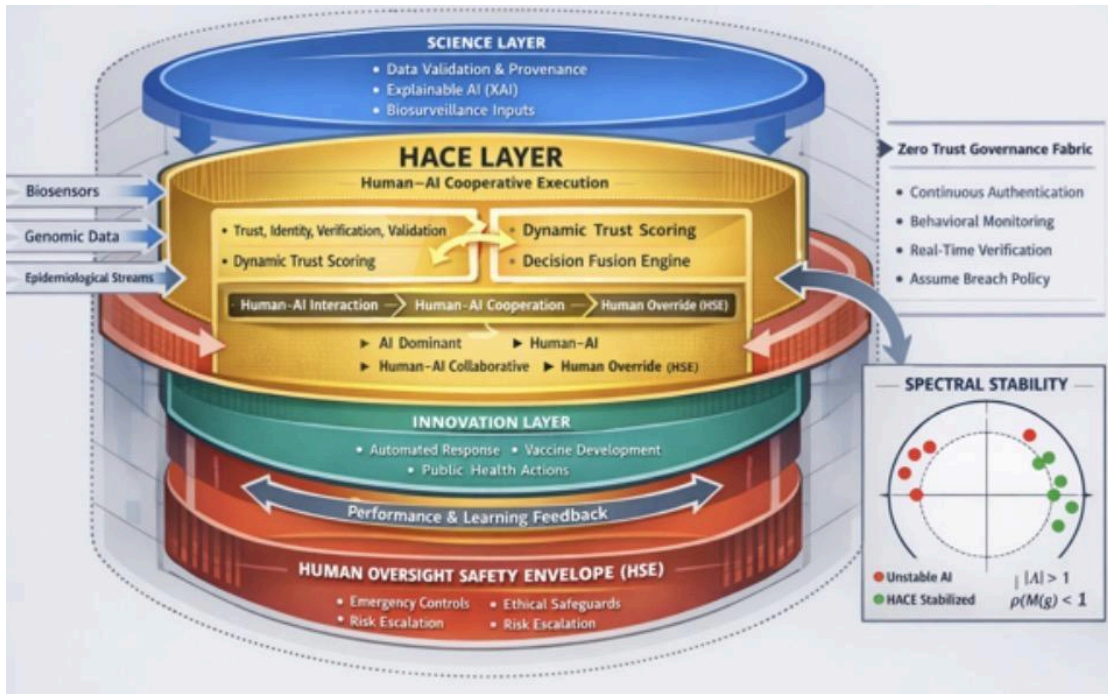 SCIENCE LAYER
• Data Validation & Provenance
• Explainable AI (XAI)
• Biosurveillance Inputs
HACE LAYER
Human–AI Cooperative Execution
• Trust, Identity, Verification, Validation
• Dynamic Trust Scoring
• Dynamic Trust Scoring
• Decision Fusion Engine
Human–AI Interaction
Human–AI Cooperation
Human Override (HSE)
► AI Dominant
► Human–AI
► Human–AI Collaborative
► Human Override (HSE)
Biosensors
Genomic Data
Epidemiological Streams
INNOVATION LAYER
• Automated Response • Vaccine Development
• Public Health Actions
Performance & Learning Feedback
HUMAN OVERSIGHT SAFETY ENVELOPE (HSE)
• Emergency Controls
• Ethical Safeguards
• Risk Escalation
• Risk Escalation
Zero Trust Governance Fabric
• Continuous Authentication
• Behavioral Monitoring
• Real-Time Verification
• Assume Breach Policy
SPECTRAL STABILITY
Unstable AI
|Λ| > 1
HACE Stabilized
ρ(M(g) < 1